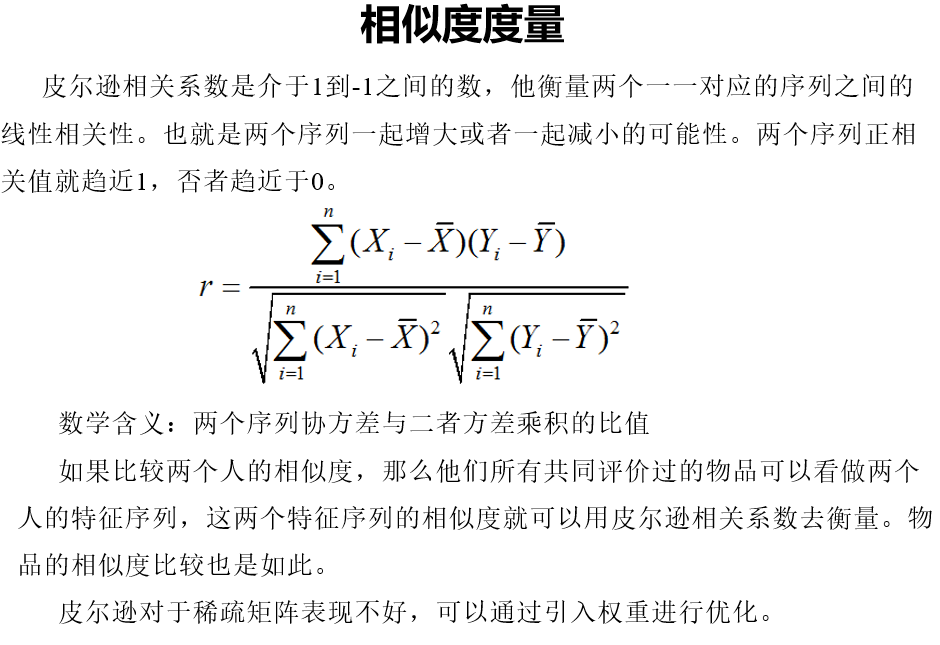 相似度度量
皮尔逊相关系数是介于1到-1之间的数，他衡量两个一一对应的序列之间的
线性相关性。也就是两个序列一起增大或者一起减小的可能性。两个序列正相
关值就趋近1，否者趋近于0。
r = \frac{\sum_{i=1}^{n}(X_i - \overline{X})(Y_i - \overline{Y})}{\sqrt{\sum_{i=1}^{n}(X_i - \overline{X})^2}\sqrt{\sum_{i=1}^{n}(Y_i - \overline{Y})^2}}
数学含义：两个序列协方差与二者方差乘积的比值
如果比较两个人的相似度，那么他们所有共同评价过的物品可以看做两个
人的特征序列，这两个特征序列的相似度就可以用皮尔逊相关系数去衡量。物
品的相似度比较也是如此。
皮尔逊对于稀疏矩阵表现不好，可以通过引入权重进行优化。